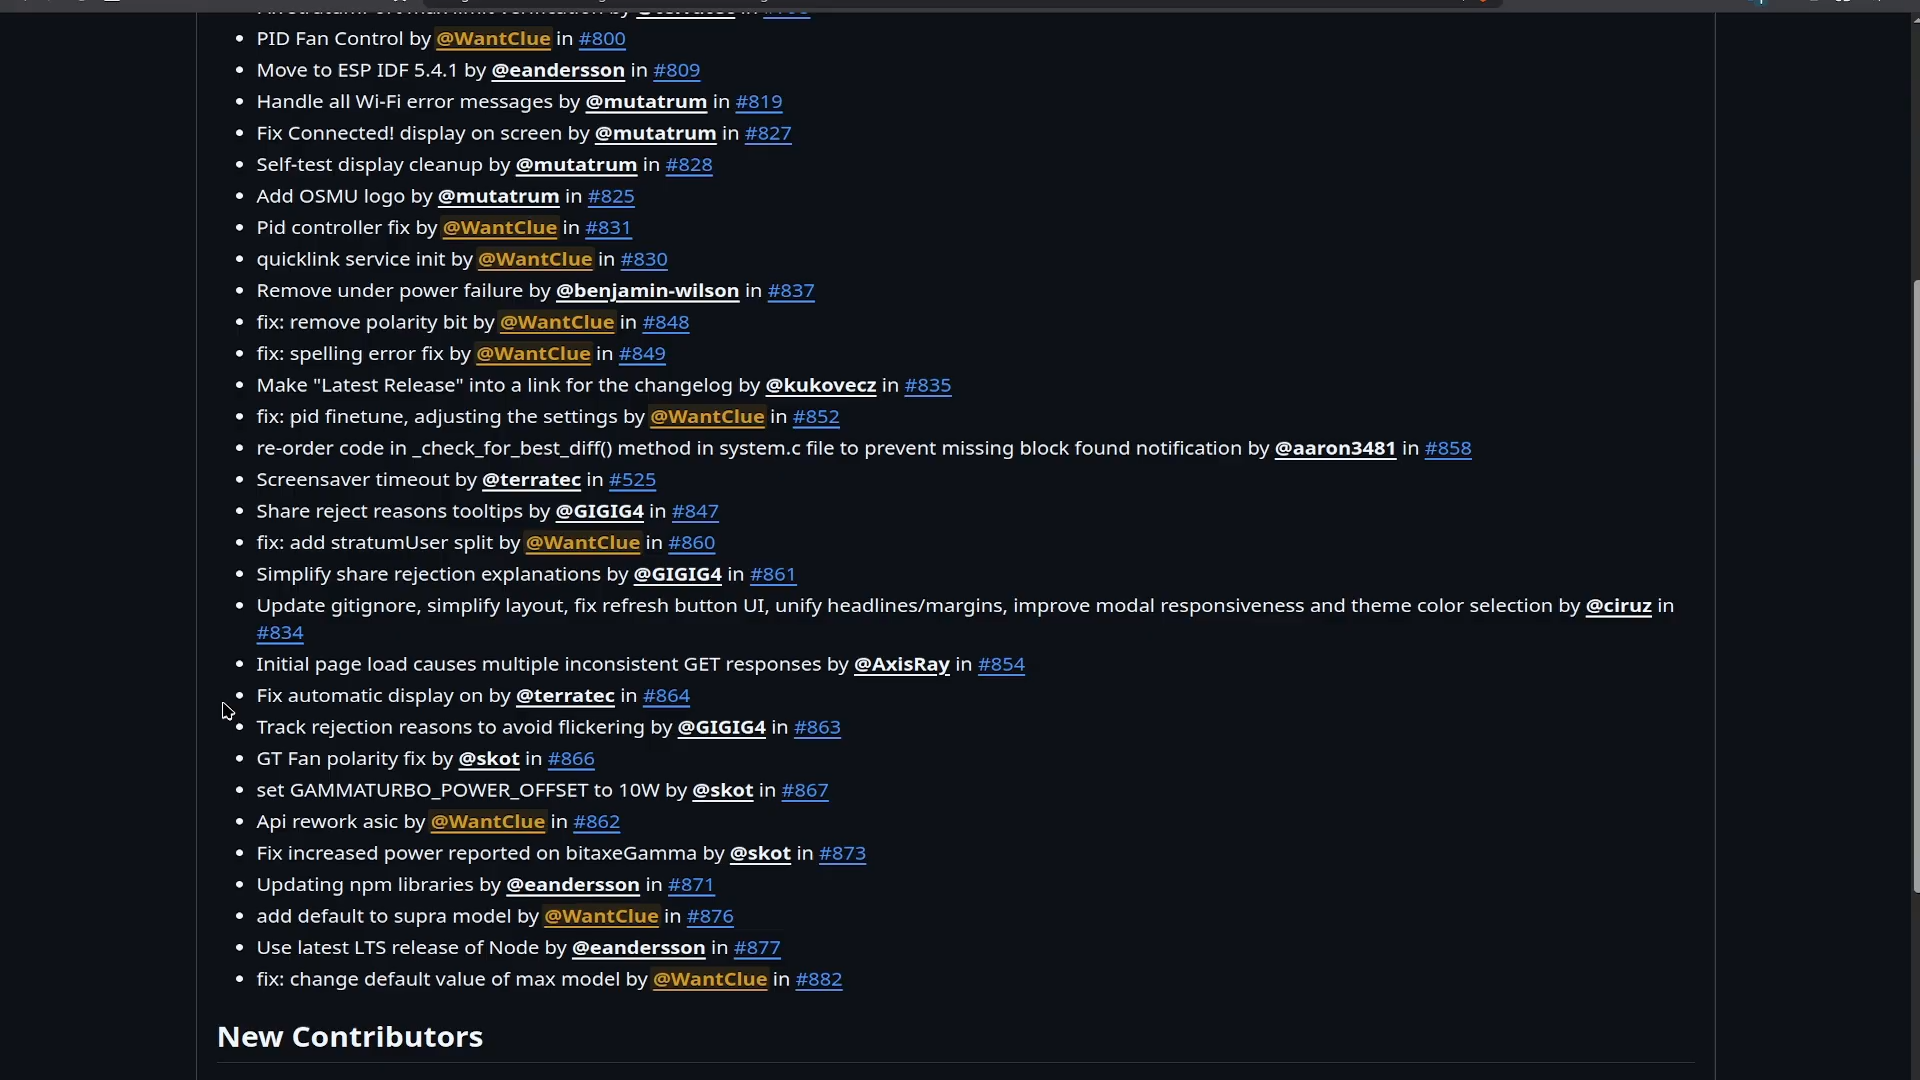 PID Fan Control by @WantClue in #800
Move to ESP IDF 5.4.1 by @eandersson in #809
Handle all Wi-Fi error messages by @mutatrum in #819
Fix Connected! display on screen by @mutatrum in #827
Self-test display cleanup by @mutatrum in #828
Add OSMU logo by @mutatrum in #825
Pid controller fix by @WantClue in #831
quicklink service init by @WantClue in #830
Remove under power failure by @benjamin-wilson in #837
fix: remove polarity bit by @WantClue in #848
fix: spelling error fix by @WantClue in #849
Make "Latest Release" into a link for the changelog by @kukovecz in #835
fix: pid finetune, adjusting the settings by @WantClue in #852
re-order code in _check_for_best_diff() method in system.c file to prevent missing block found notification by @aaron3481 in #858
Screensaver timeout by @terratec in #525
Share reject reasons tooltips by @GIGIG4 in #847
fix: add stratumUser split by @WantClue in #860
Simplify share rejection explanations by @GIGIG4 in #861
Update gitignore, simplify layout, fix refresh button UI, unify headlines/margins, improve modal responsiveness and theme color selection by @ciruz in
#834
Initial page load causes multiple inconsistent GET responses by @AxisRay in #854
Fix automatic display on by @terratec in #864
Track rejection reasons to avoid flickering by @GIGIG4 in #863
GT Fan polarity fix by @skot in #866
set GAMMATURBO_POWER_OFFSET to 10W by @skot in #867
Api rework asic by @WantClue in #862
Fix increased power reported on bitaxeGamma by @skot in #873
Updating npm libraries by @eandersson in #871
add default to supra model by @WantClue in #876
Use latest LTS release of Node by @eandersson in #877
fix: change default value of max model by @WantClue in #882
New Contributors